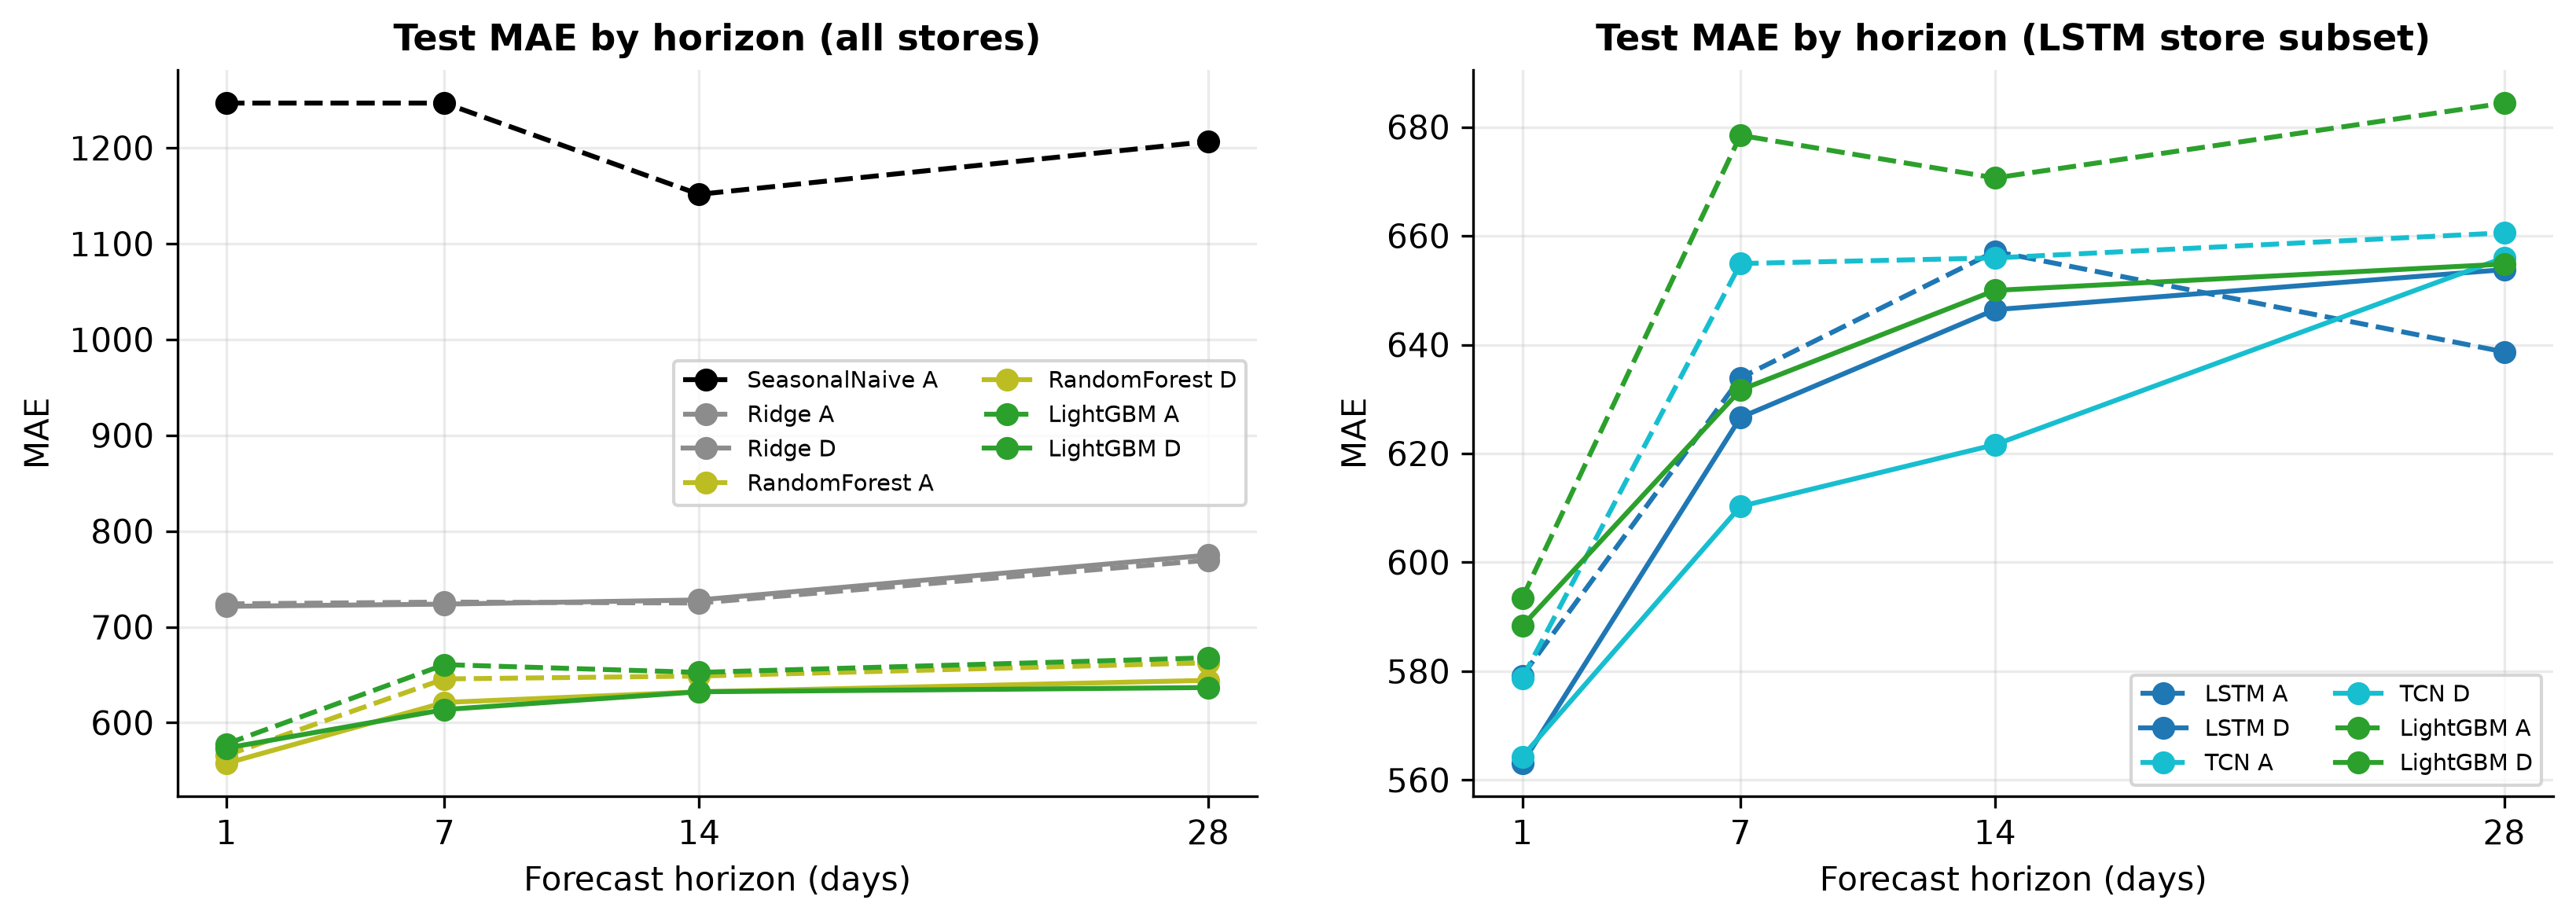 Test MAE by horizon (all stores)
MAE
1200
1100
1000
900
800
700
600
SeasonalNaive A
Ridge A
Ridge D
RandomForest A
RandomForest D
LightGBM A
LightGBM D
1 7 14 28
Forecast horizon (days)
Test MAE by horizon (LSTM store subset)
MAE
680
660
640
620
600
580
560
LSTM A
LSTM D
TCN A
TCN D
LightGBM A
LightGBM D
1 7 14 28
Forecast horizon (days)